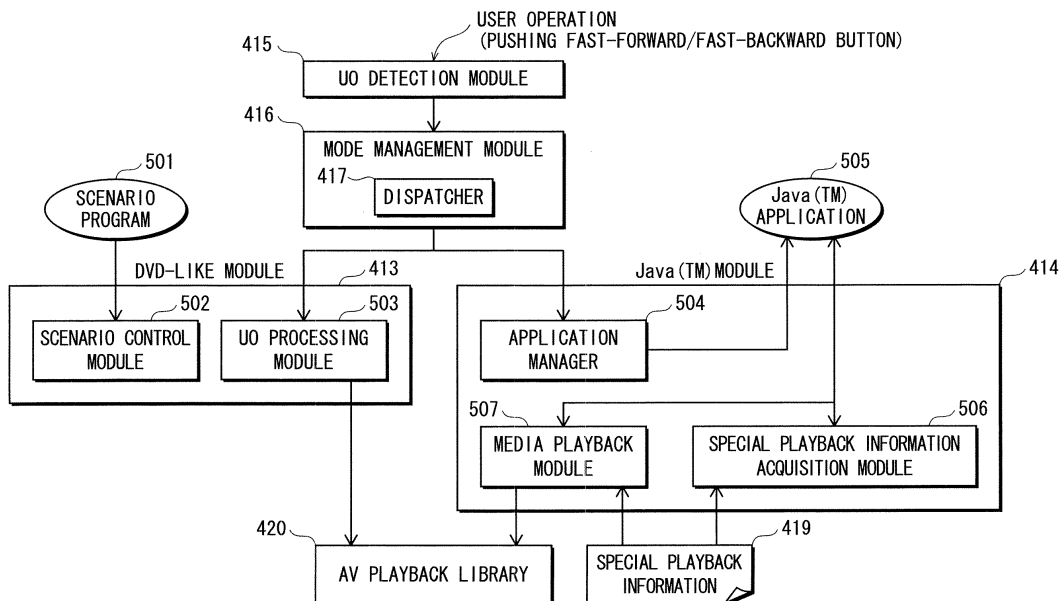 USER OPERATION
(PUSHING FAST-FORWARD/FAST-BACKWARD BUTTON)
415
UO DETECTION MODULE
416
MODE MANAGEMENT MODULE
417
DISPATCHER
501
SCENARIO
PROGRAM
505
Java(TM)
APPLICATION
DVD-LIKE MODULE
413
Java(TM)MODULE
414
502
SCENARIO CONTROL
MODULE
503
UO PROCESSING
MODULE
504
APPLICATION
MANAGER
507
MEDIA PLAYBACK
MODULE
506
SPECIAL PLAYBACK INFORMATION
ACQUISITION MODULE
420
AV PLAYBACK LIBRARY
419
SPECIAL PLAYBACK
INFORMATION